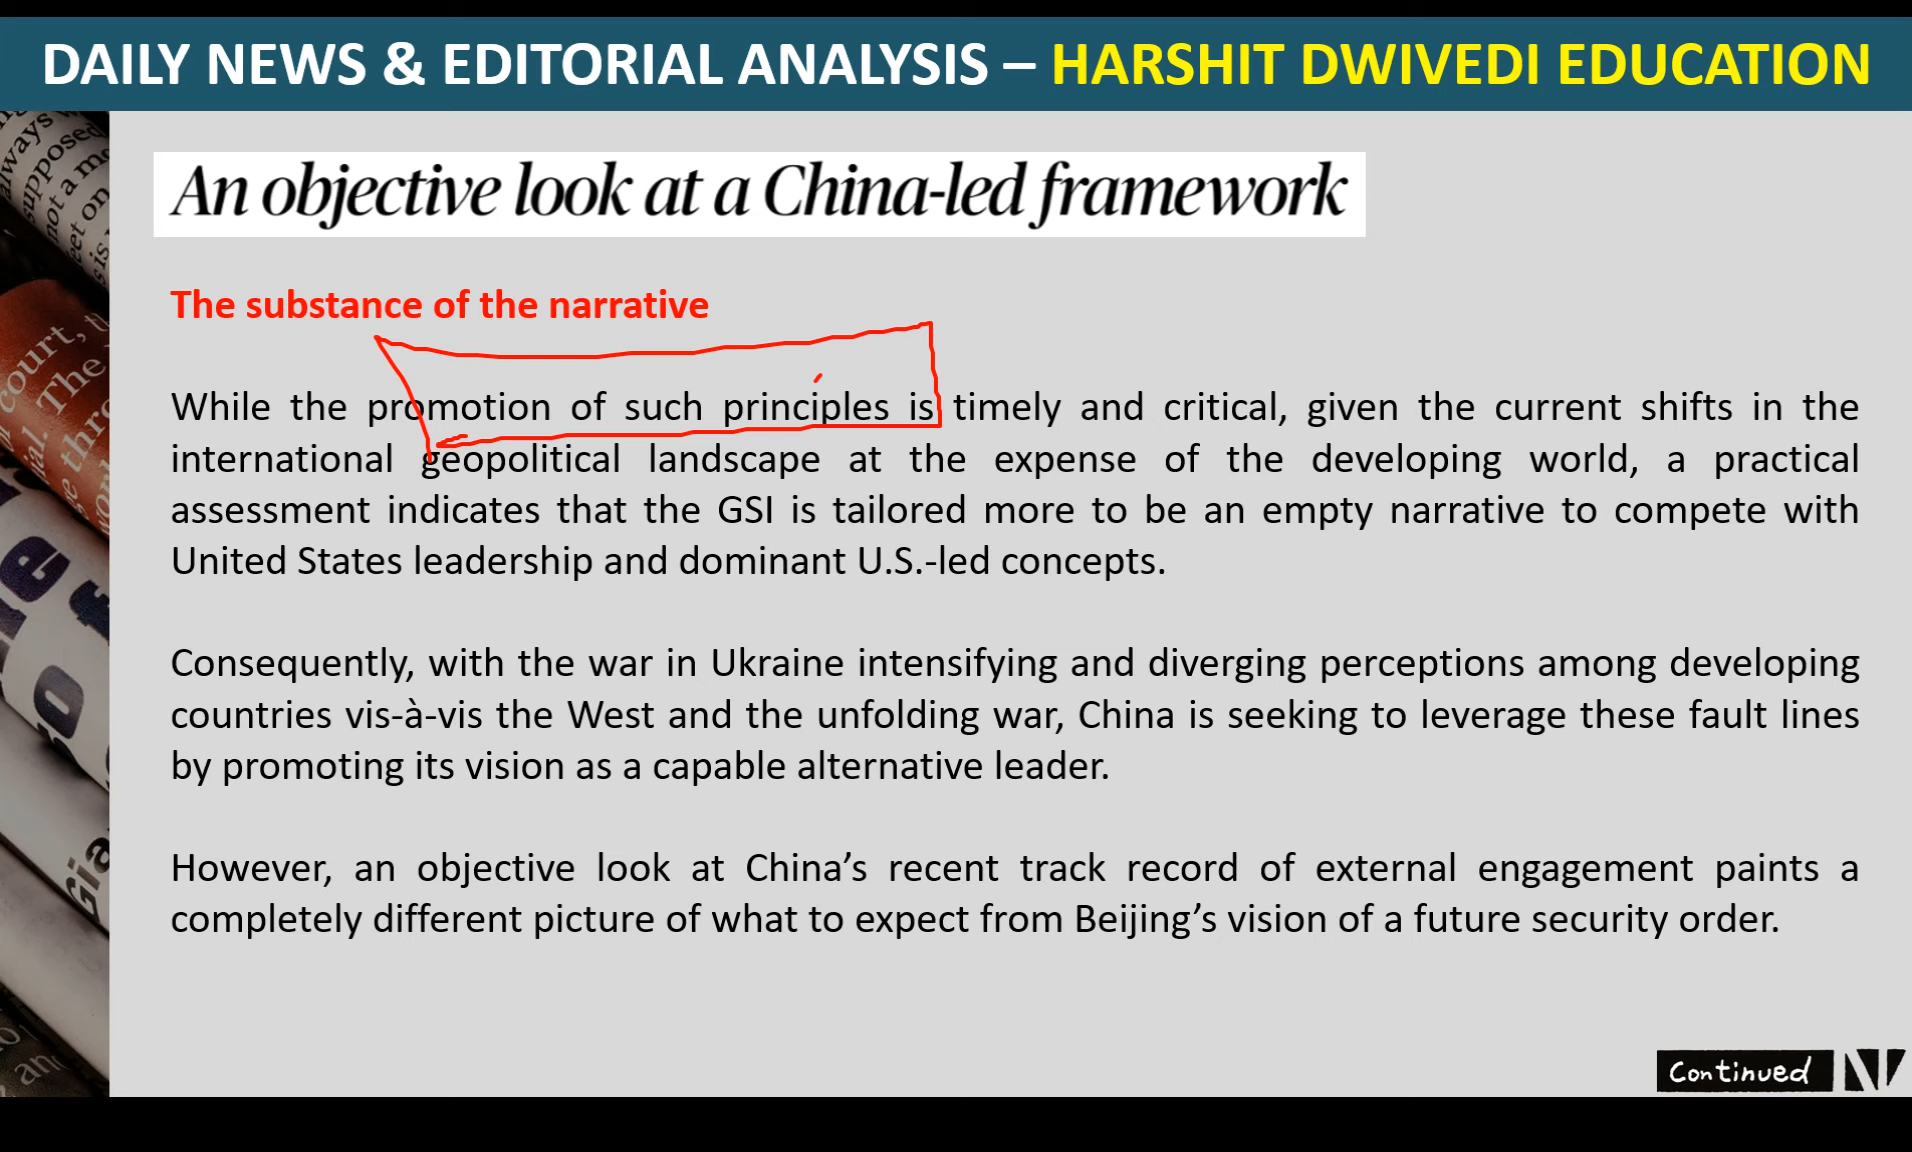 DAILY NEWS & EDITORIAL ANALYSIS – HARSHIT DWIVEDI EDUCATION
An objective look at a China-led framework
The substance of the narrative
While the promotion of such principles is timely and critical, given the current shifts in the
international geopolitical landscape at the expense of the developing world, a practical
assessment indicates that the GSI is tailored more to be an empty narrative to compete with
United States leadership and dominant U.S.-led concepts.
Consequently, with the war in Ukraine intensifying and diverging perceptions among developing
countries vis-à-vis the West and the unfolding war, China is seeking to leverage these fault lines
by promoting its vision as a capable alternative leader.
However, an objective look at China’s recent track record of external engagement paints a
completely different picture of what to expect from Beijing’s vision of a future security order.
Continued
always
supposed
not a
court,
The